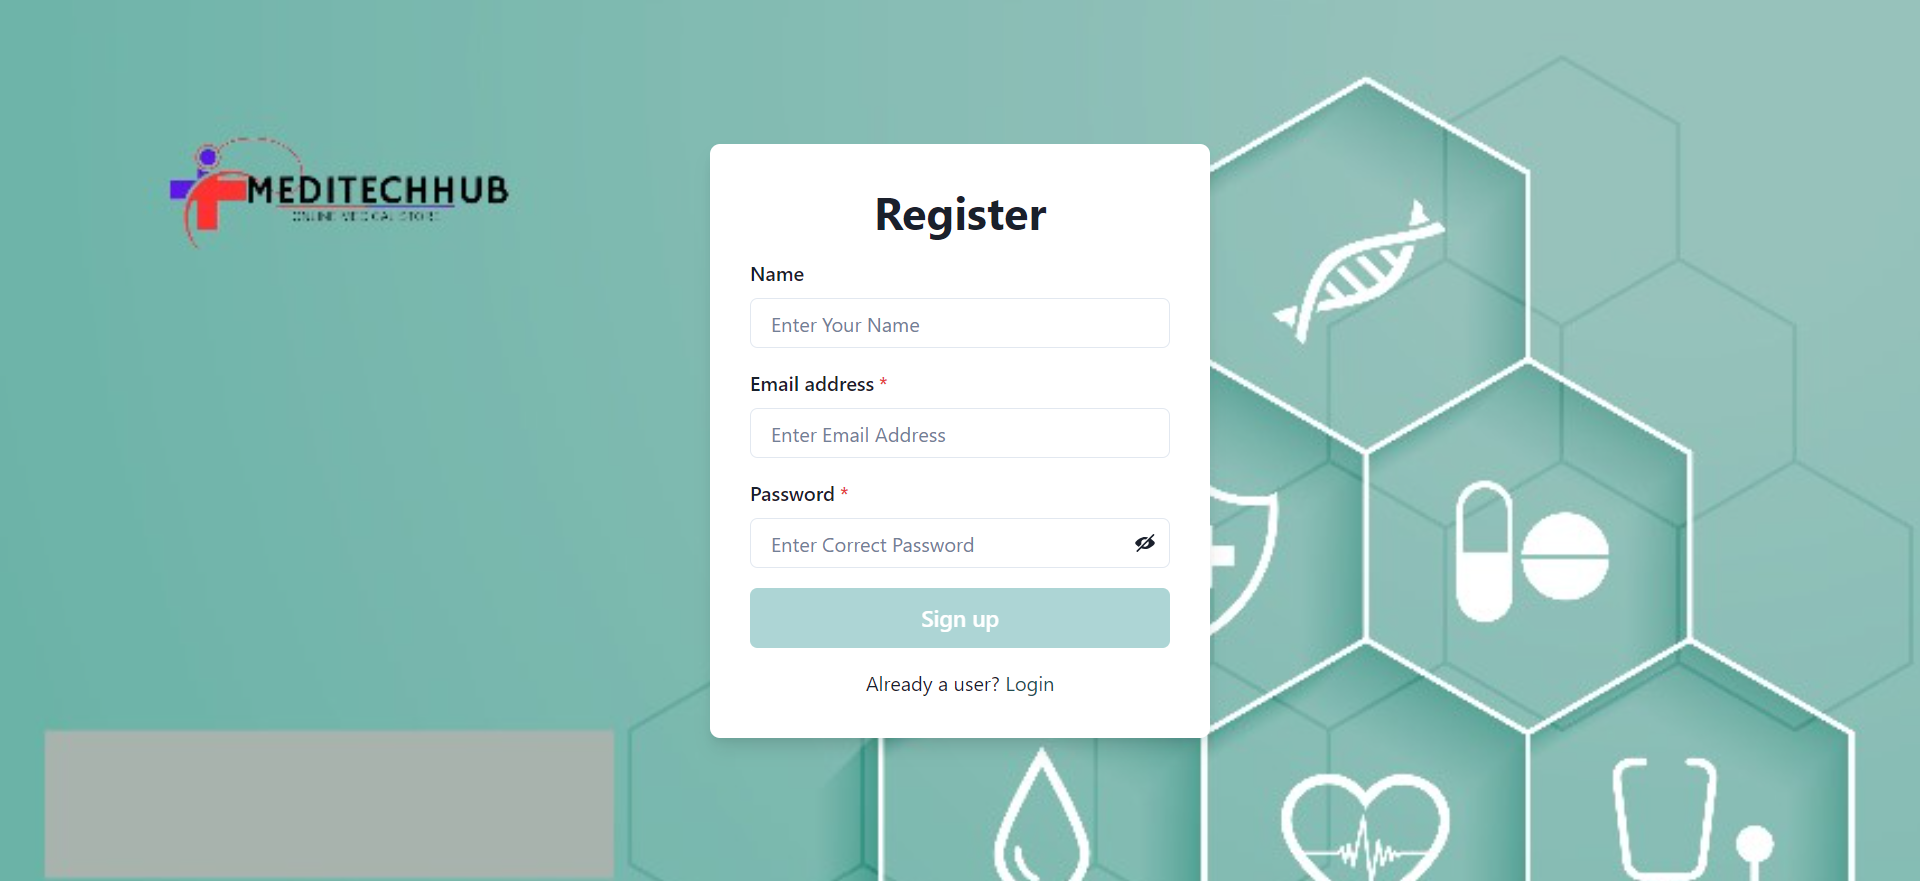 MEDITECHHUB
ONLINE MEDICAL STORE
Register
Name
Enter Your Name
Email address *
Enter Email Address
Password *
Enter Correct Password
Sign up
Already a user? Login